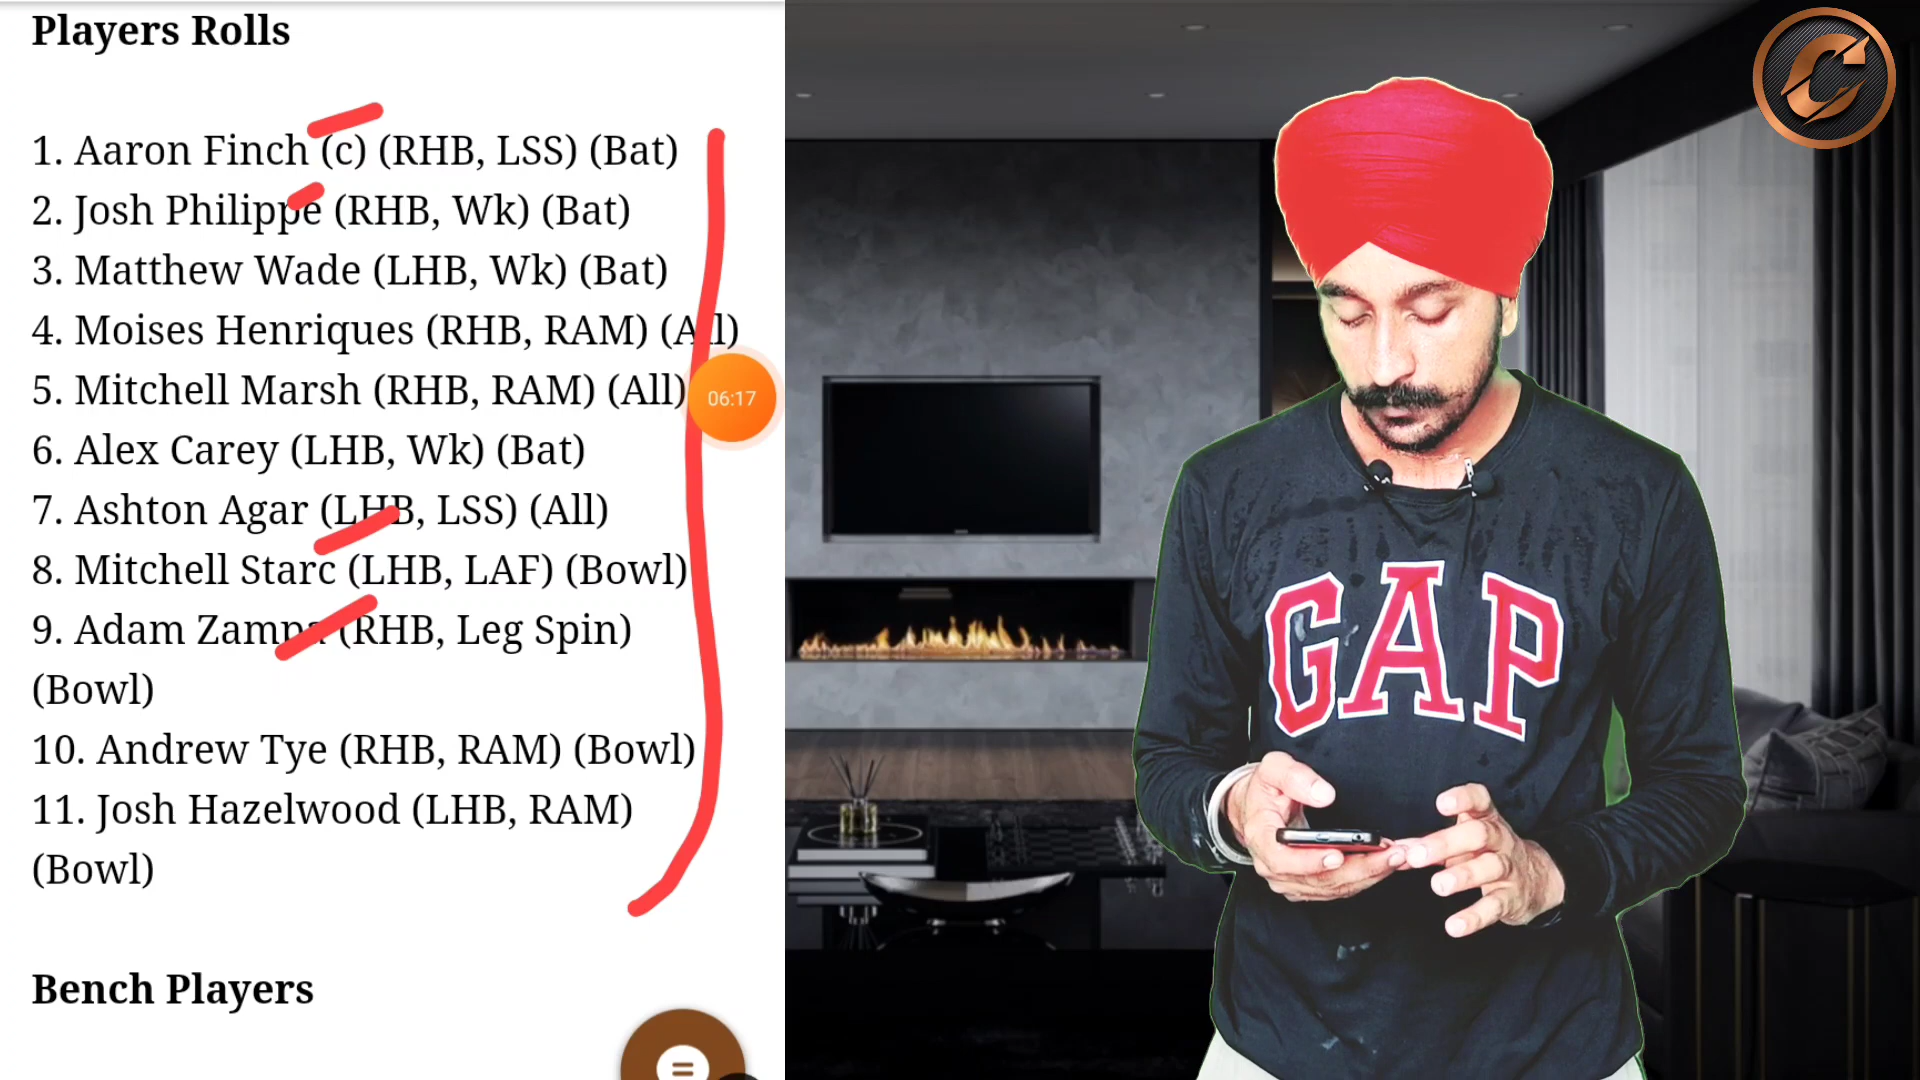 Players Rolls
1. Aaron Finch (c) (RHB, LSS) (Bat)
2. Josh Philippe (RHB, Wk) (Bat)
3. Matthew Wade (LHB, Wk) (Bat)
4. Moises Henriques (RHB, RAM) (All)
5. Mitchell Marsh (RHB, RAM) (All)
06:17
6. Alex Carey (LHB, Wk) (Bat)
7. Ashton Agar (LHB, LSS) (All)
8. Mitchell Starc (LHB, LAF) (Bowl)
9. Adam Zampa (RHB, Leg Spin)
(Bowl)
10. Andrew Tye (RHB, RAM) (Bowl)
11. Josh Hazelwood (LHB, RAM)
(Bowl)
Bench Players
C
GAP